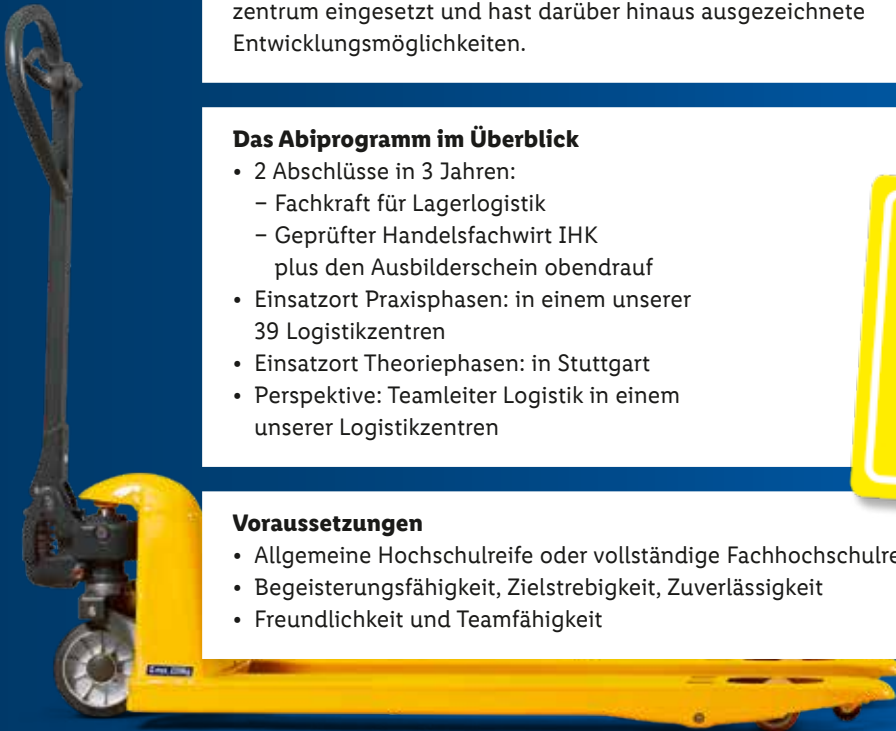 zentrum eingesetzt und hast darüber hinaus ausgezeichnete
Entwicklungsmöglichkeiten.
Das Abiprogramm im Überblick
• 2 Abschlüsse in 3 Jahren:
– Fachkraft für Lagerlogistik
– Geprüfter Handelsfachwirt IHK
plus den Ausbilderschein obendrauf
• Einsatzort Praxisphasen: in einem unserer
39 Logistikzentren
• Einsatzort Theoriephasen: in Stuttgart
• Perspektive: Teamleiter Logistik in einem
unserer Logistikzentren
Voraussetzungen
• Allgemeine Hochschulreife oder vollständige Fachhochschulre
• Begeisterungsfähigkeit, Zielstrebigkeit, Zuverlässigkeit
• Freundlichkeit und Teamfähigkeit